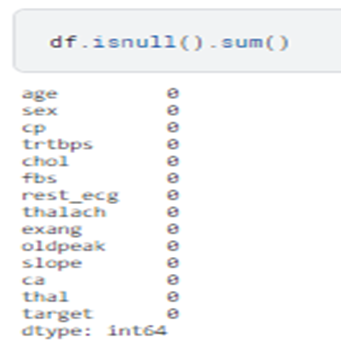 df.isnull().sum()
age 0
sex 0
cp 0
trtbps 0
chol 0
fbs 0
rest_ecg 0
thalach 0
exang 0
oldpeak 0
slope 0
ca 0
thal 0
target 0
dtype: int64